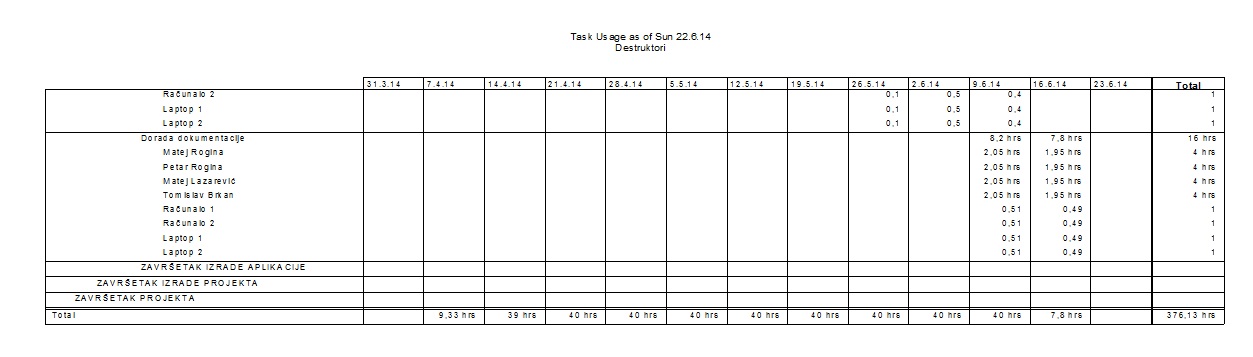 Task Usage as of Sun 22.6.14
Destruktori
31.3.14 7.4.14 14.4.14 21.4.14 28.4.14 5.5.14 12.5.14 19.5.14 26.5.14 2.6.14 9.6.14 16.6.14 23.6.14 Total
Računalo 2 0,1 0,5 0,4 1
Laptop 1 0,1 0,5 0,4 1
Laptop 2 0,1 0,5 0,4 1
Dorada dokumentacije 8,2 hrs 7,8 hrs 16 hrs
Matej Rogina 2,05 hrs 1,95 hrs 4 hrs
Petar Rogina 2,05 hrs 1,95 hrs 4 hrs
Matej Lazarević 2,05 hrs 1,95 hrs 4 hrs
Tomislav Brkan 2,05 hrs 1,95 hrs 4 hrs
Računalo 1 0,51 0,49 1
Računalo 2 0,51 0,49 1
Laptop 1 0,51 0,49 1
Laptop 2 0,51 0,49 1
ZAVRŠETAK IZRADE APLIKACIJE
ZAVRŠETAK IZRADE PROJEKTA
ZAVRŠETAK PROJEKTA
Total 9,33 hrs 39 hrs 40 hrs 40 hrs 40 hrs 40 hrs 40 hrs 40 hrs 40 hrs 40 hrs 7,8 hrs 376,13 hrs